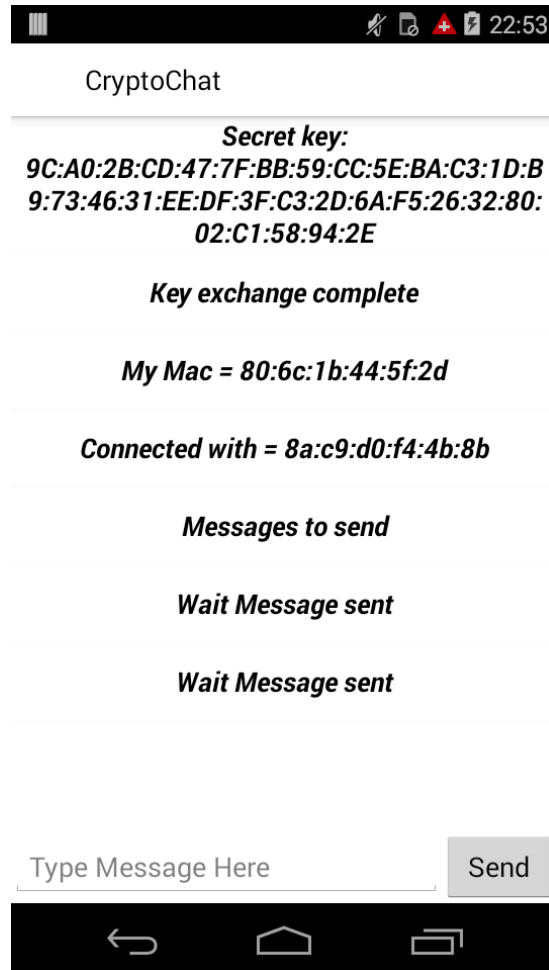 22:53
CryptoChat
Secret key:
9C:A0:2B:CD:47:7F:BB:59:CC:5E:BA:C3:1D:B
9:73:46:31:EE:DF:3F:C3:2D:6A:F5:26:32:80:
02:C1:58:94:2E
Key exchange complete
My Mac = 80:6c:1b:44:5f:2d
Connected with = 8a:c9:d0:f4:4b:8b
Messages to send
Wait Message sent
Wait Message sent
Type Message Here
Send